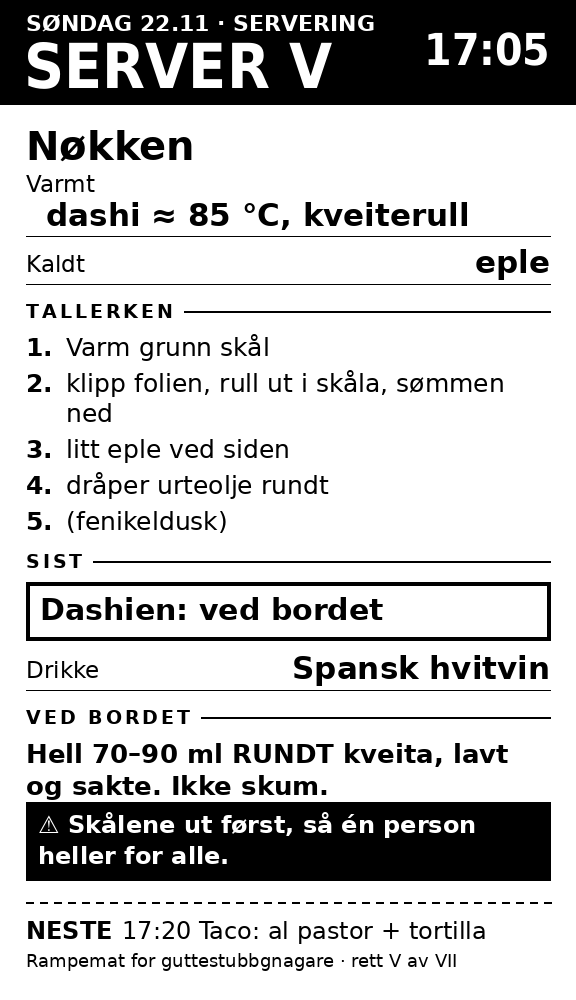 SØNDAG 22.11 · SERVERING
SERVER V
17:05
Nøkken
Varmt
dashi ≈ 85 °C, kveiterull
Kaldt eple
TALLERKEN
1. Varm grunn skål
2. klipp folien, rull ut i skåla, sømmen
ned
3. litt eple ved siden
4. dråper urteolje rundt
5. (fenikeldusk)
SIST
Dashien: ved bordet
Drikke Spansk hvitvin
VED BORDET
Hell 70–90 ml RUNDT kveita, lavt
og sakte. Ikke skum.
⚠ Skålene ut først, så én person
heller for alle.
NESTE 17:20 Taco: al pastor + tortilla
Rampemat for guttestubbgnagare · rett V av VII